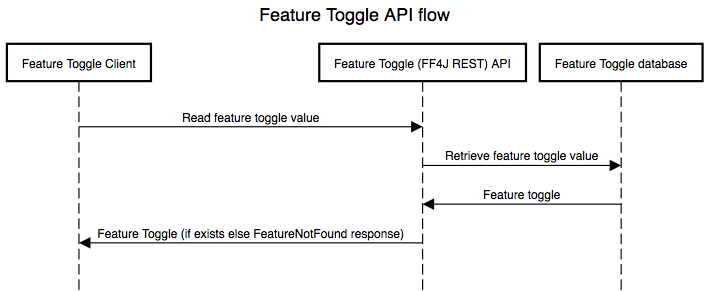 Feature Toggle API flow
Feature Toggle Client
Feature Toggle (FF4J REST) API
Feature Toggle database
Read feature toggle value
Retrieve feature toggle value
Feature toggle
Feature Toggle (if exists else FeatureNotFound response)